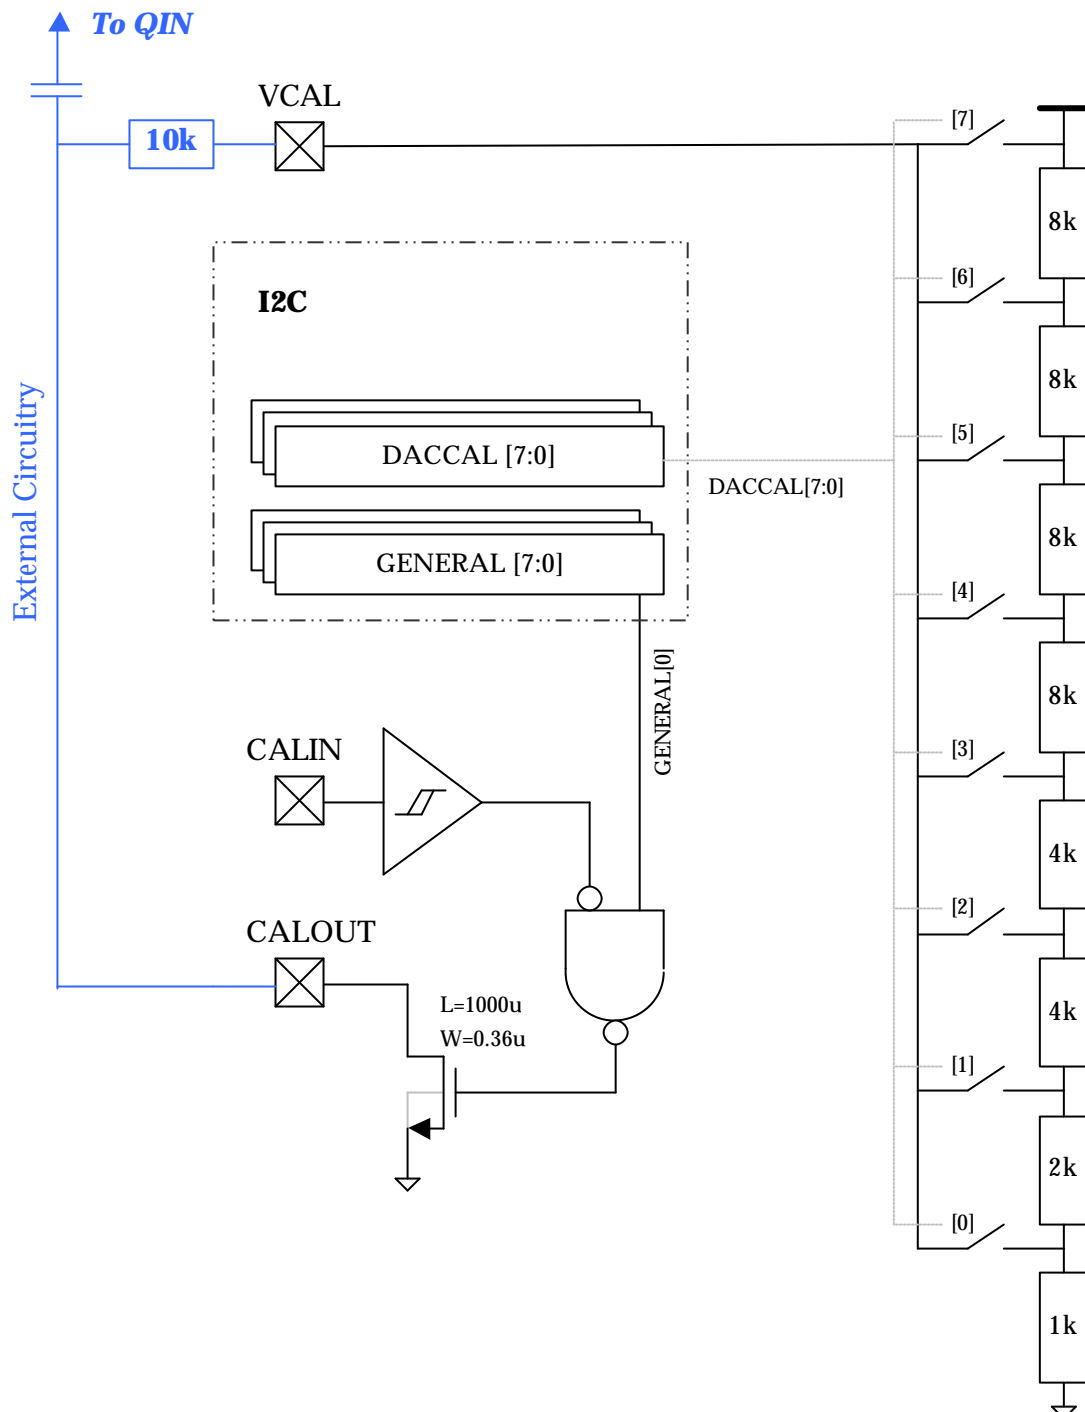 To QIN
VCAL
10k
[7]
8k
I2C
[6]
8k
External Circuitry
DACCAL [7:0]
DACCAL[7:0]
[5]
8k
GENERAL [7:0]
[4]
8k
GENERAL[0]
CALIN
[3]
4k
CALOUT
[2]
4k
L=1000u
W=0.36u
[1]
2k
[0]
1k